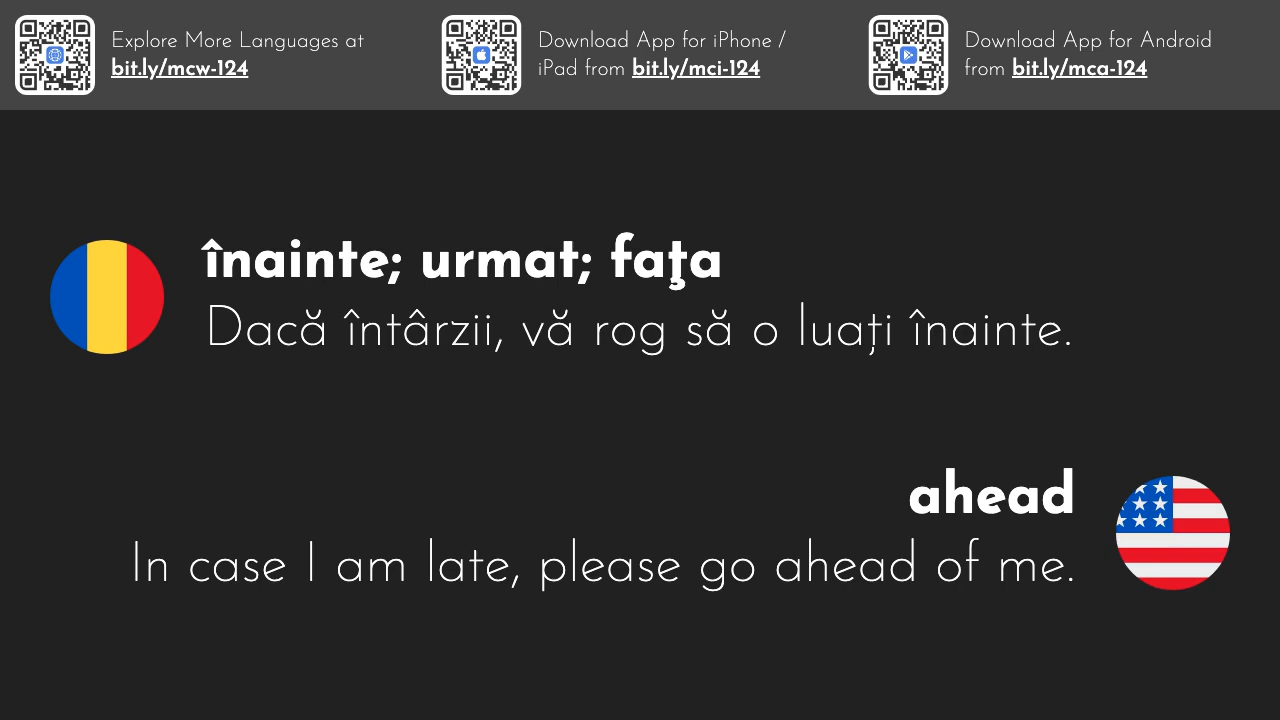 Explore More Languages at
bit.ly/mcw-124
Download App for iPhone /
iPad from bit.ly/mci-124
Download App for Android
from bit.ly/mca-124
înainte; urmat; faţa
Dacă întârzii, vă rog să o luați înainte.
ahead
In case I am late, please go ahead of me.